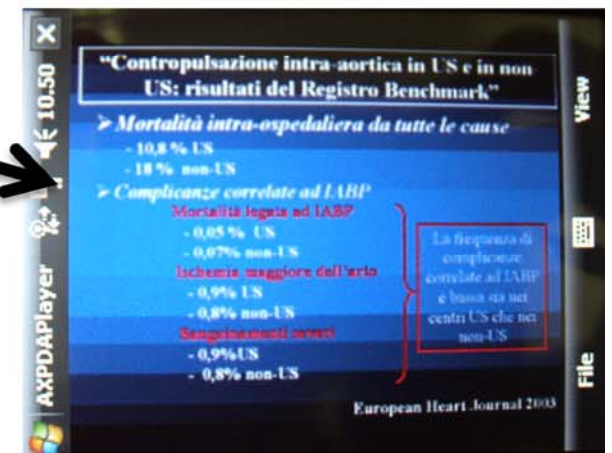 AXPDAPlayer
10.50
"Contropulsazione intra-aortica in US e in non-
US: risultati del Registro Benchmark"
➢ Mortalità intra-ospedaliera da tutte le cause
- 10,8 % US
- 18 % non-US
➢ Complicanze correlate ad IABP
Mortalità legata ad IABP
- 0,05 % US
- 0,07% non-US
Ischemia maggiore dell'arto
- 0,9% US
- 0,8% non-US
Sanguinamenti severi
- 0,9%US
- 0,8% non-US
La frequenza di
complicanze
correlate ad IABP
e bassa sia nei
centri US che nei
non-US
European Heart Journal 2003
File
View